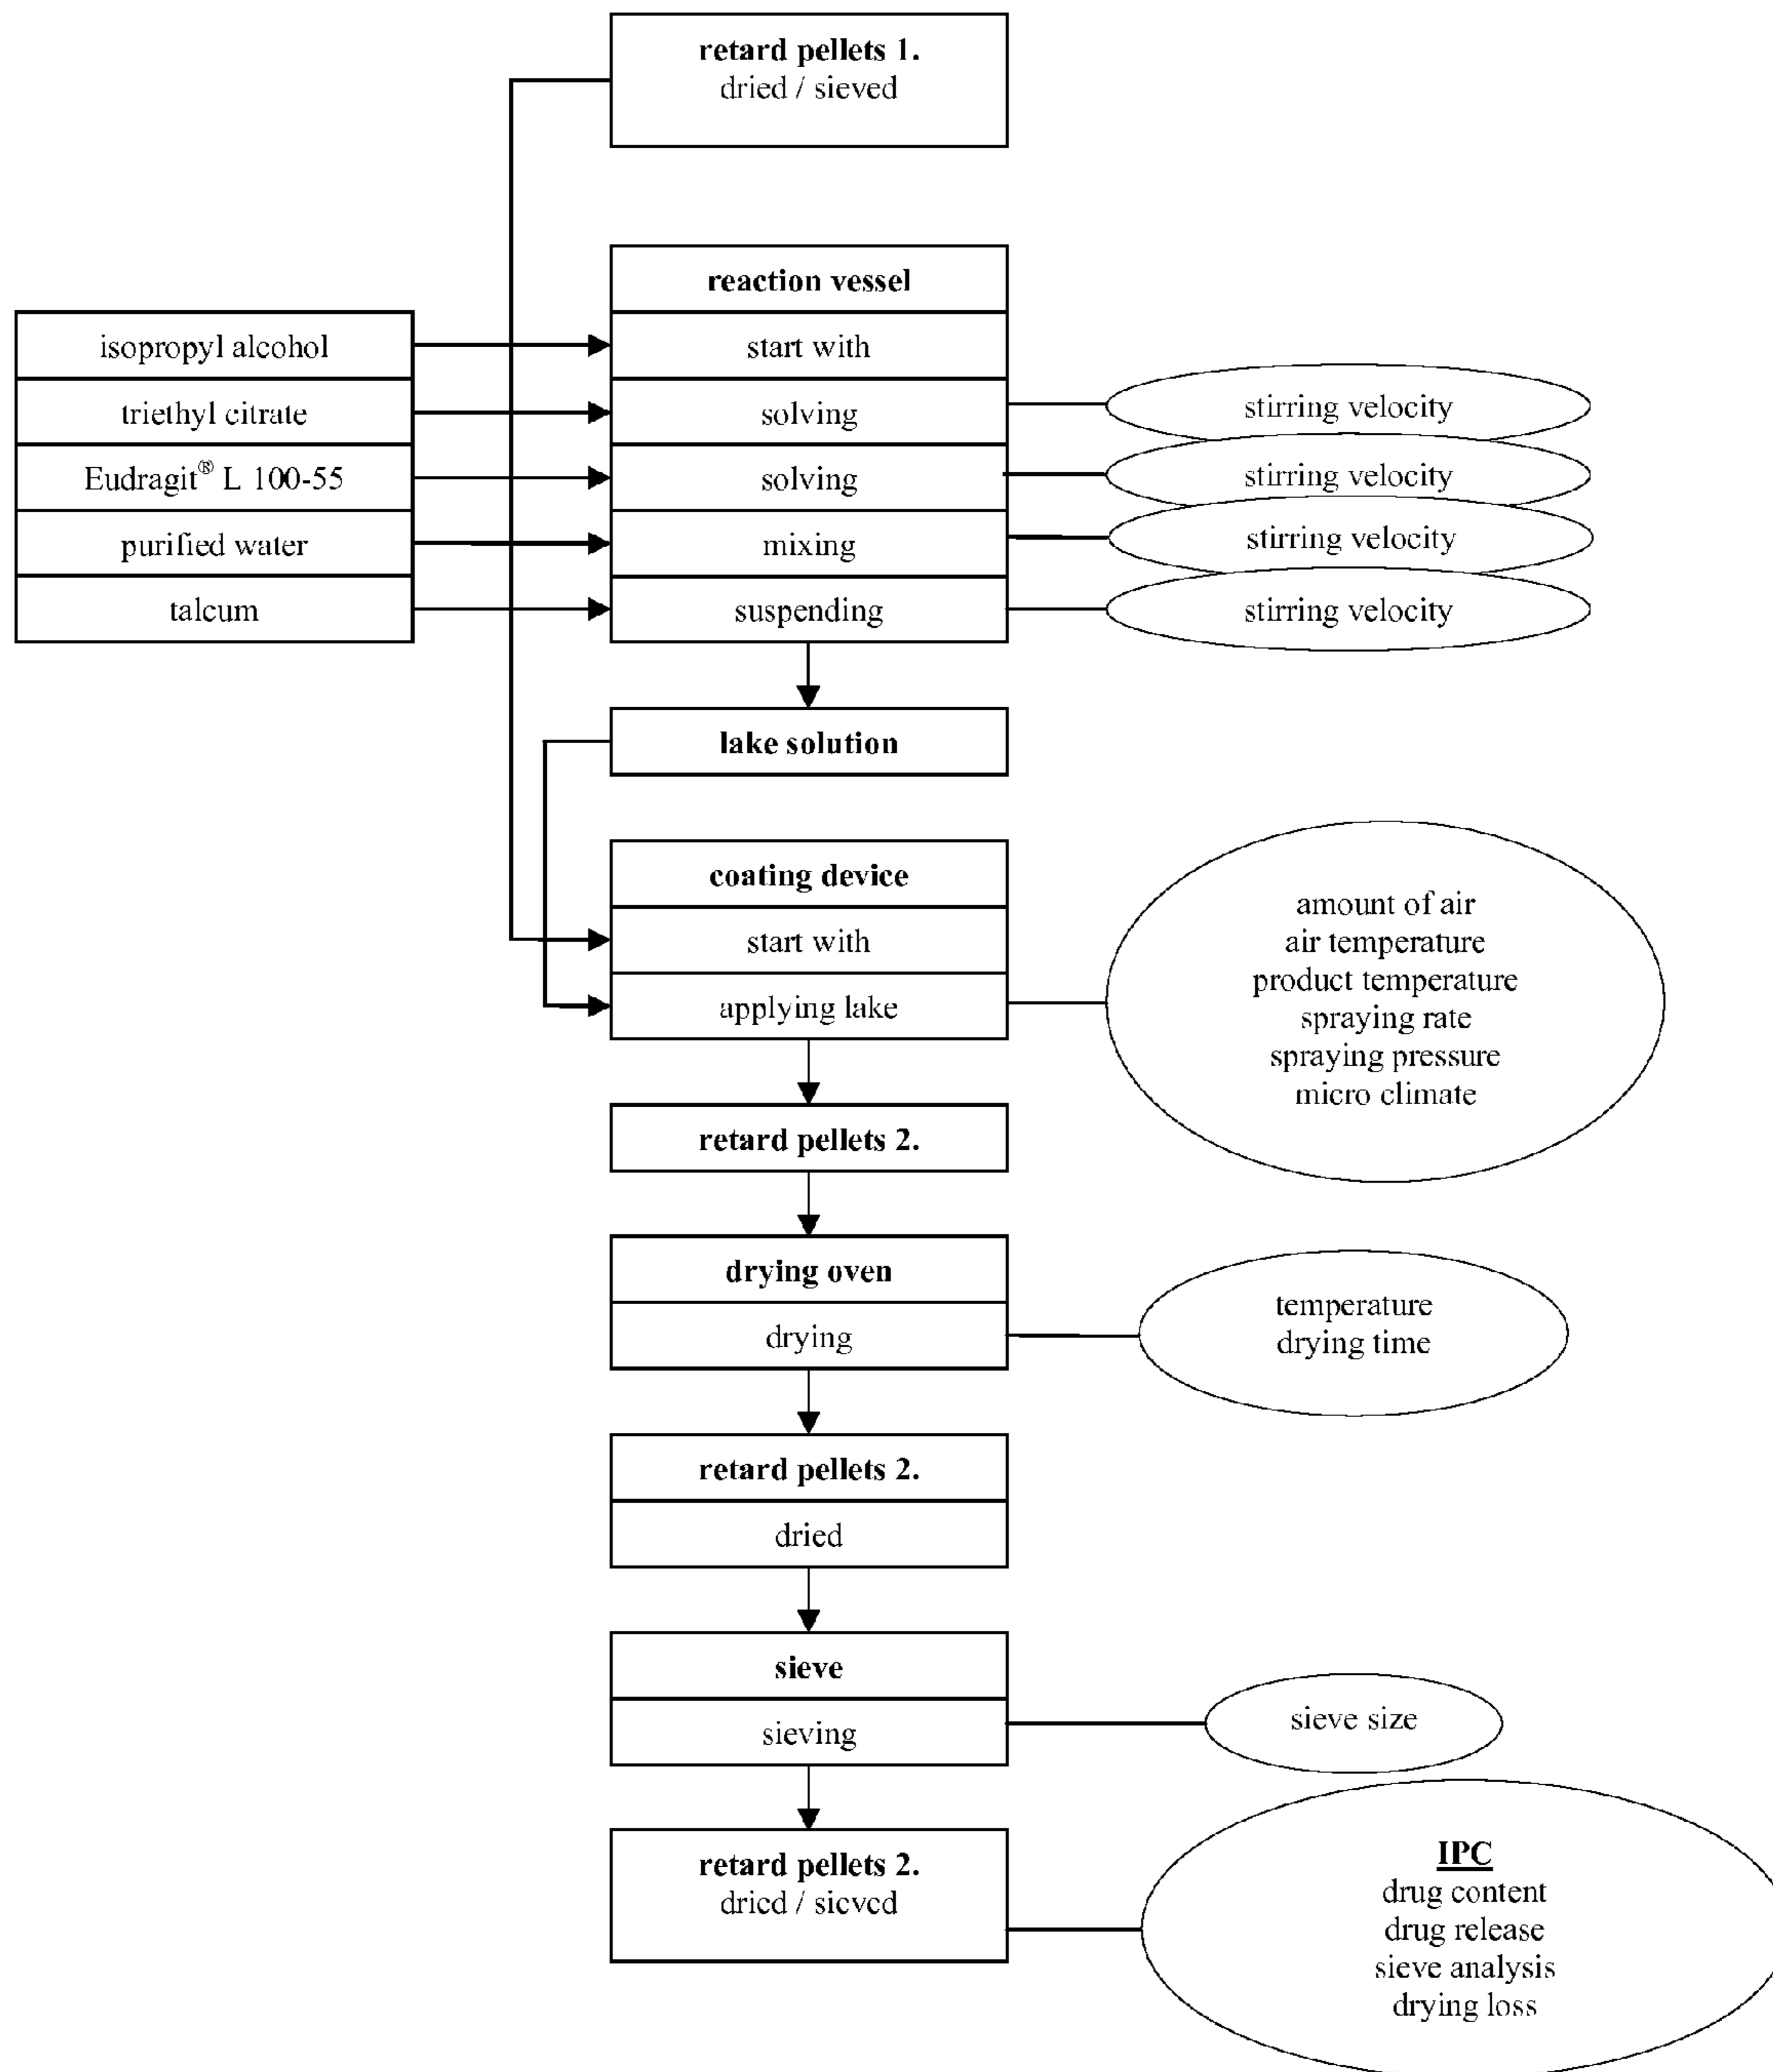 retard pellets 1.
dried / sieved
reaction vessel
isopropyl alcohol
start with
triethyl citrate
solving
stirring velocity
Eudragit® L 100-55
solving
stirring velocity
purified water
mixing
stirring velocity
talcum
suspending
stirring velocity
lake solution
coating device
start with
applying lake
amount of air
air temperature
product temperature
spraying rate
spraying pressure
micro climate
retard pellets 2.
drying oven
drying
temperature
drying time
retard pellets 2.
dried
sieve
sieving
sieve size
retard pellets 2.
dried / sieved
IPC
drug content
drug release
sieve analysis
drying loss